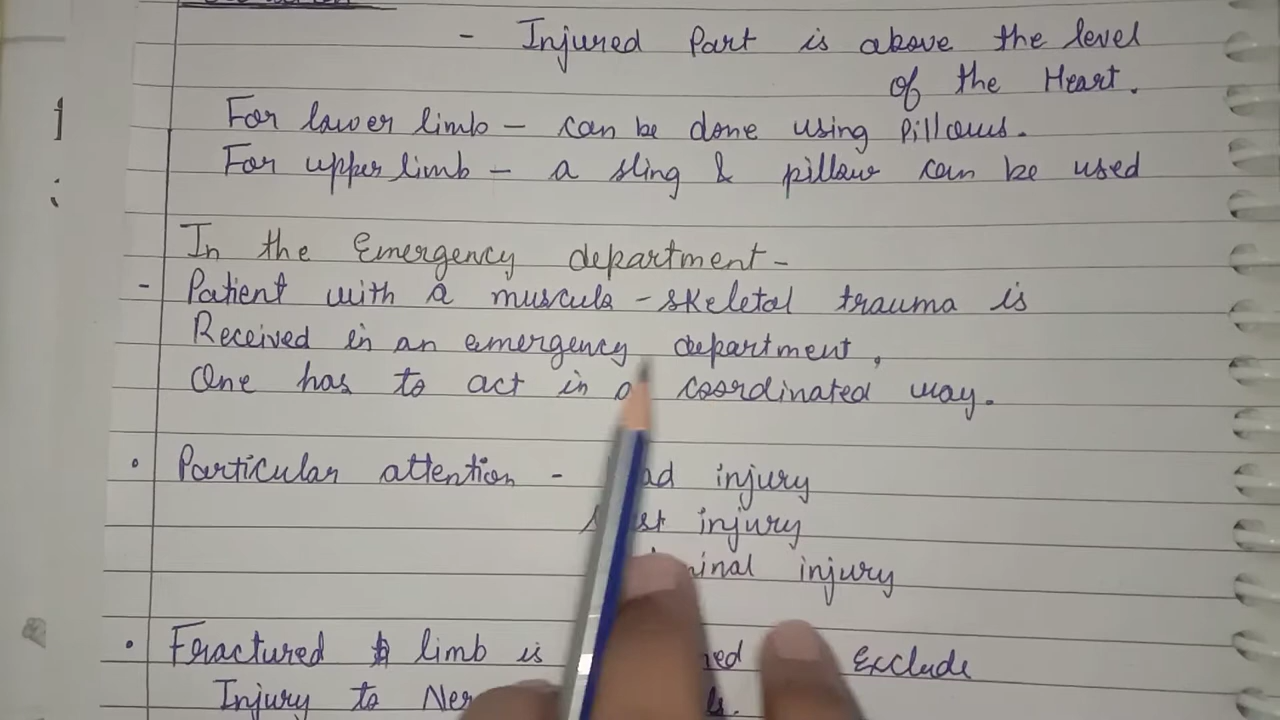 - Injured Part is above the level
of the Heart.
For lower limb - can be done using Pillows.
For upper limb - a sling & pillow can be used
In the Emergency department -
- Patient with a musculo - skeletal trauma is
Received in an emergency department,
One has to act in a coordinated way.
• Particular attention - injury
injury
injury
• Fractured limb is Exclude
Injury to